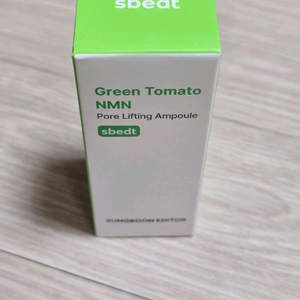 sbedt
Green Tomato
NMN
Pore Lifting Ampoule
sbedt
SUNGBOON EDITOR